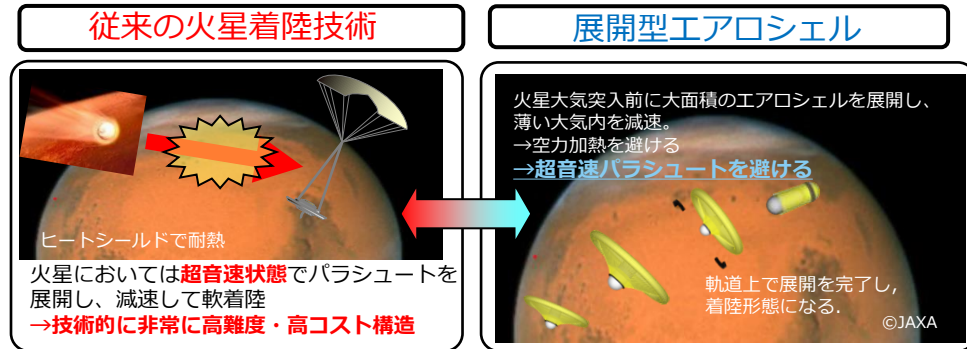 従来の火星着陸技術
ヒートシールドで耐熱
火星においては超音速状態でパラシュートを
展開し、減速して軟着陸
→技術的に非常に高難度・高コスト構造
展開型エアロシェル
火星大気突入前に大面積のエアロシェルを展開し、
薄い大気内を減速。
→空力加熱を避ける
→超音速パラシュートを避ける
軌道上で展開を完了し,
着陸形態になる.
©JAXA